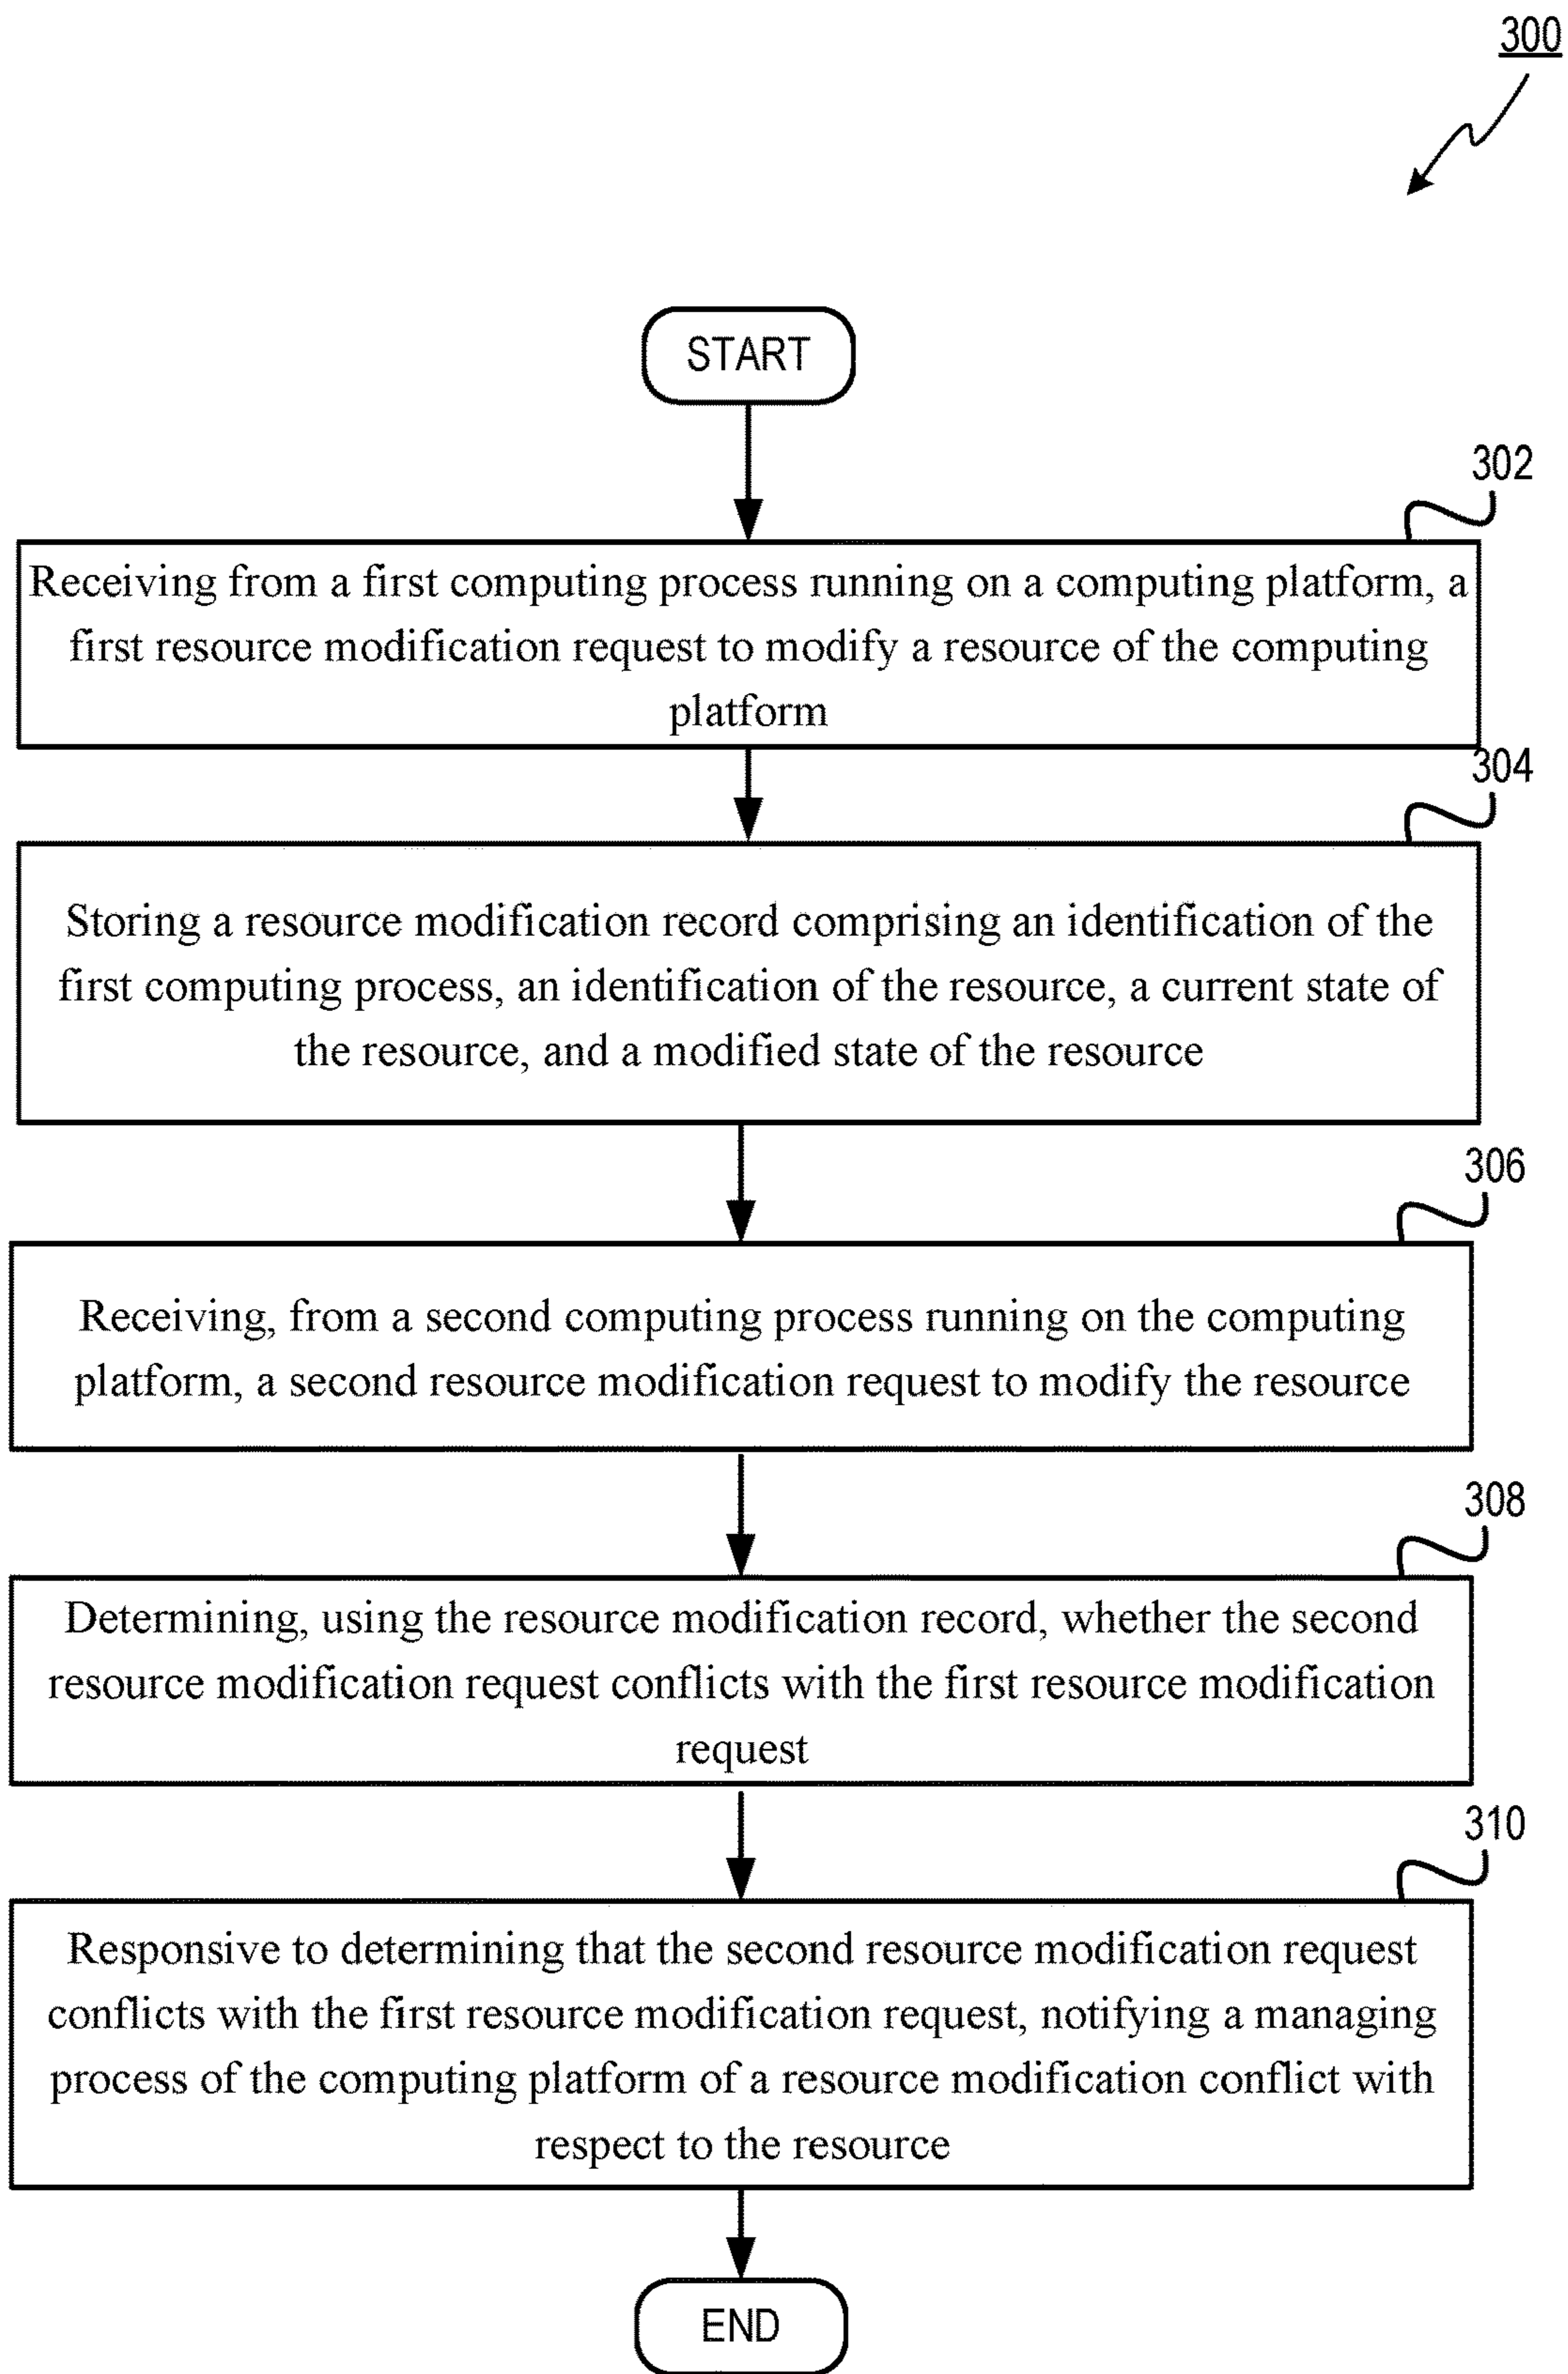 300
START
302
Receiving from a first computing process running on a computing platform, a
first resource modification request to modify a resource of the computing
platform
304
Storing a resource modification record comprising an identification of the
first computing process, an identification of the resource, a current state of
the resource, and a modified state of the resource
306
Receiving, from a second computing process running on the computing
platform, a second resource modification request to modify the resource
308
Determining, using the resource modification record, whether the second
resource modification request conflicts with the first resource modification
request
310
Responsive to determining that the second resource modification request
conflicts with the first resource modification request, notifying a managing
process of the computing platform of a resource modification conflict with
respect to the resource
END